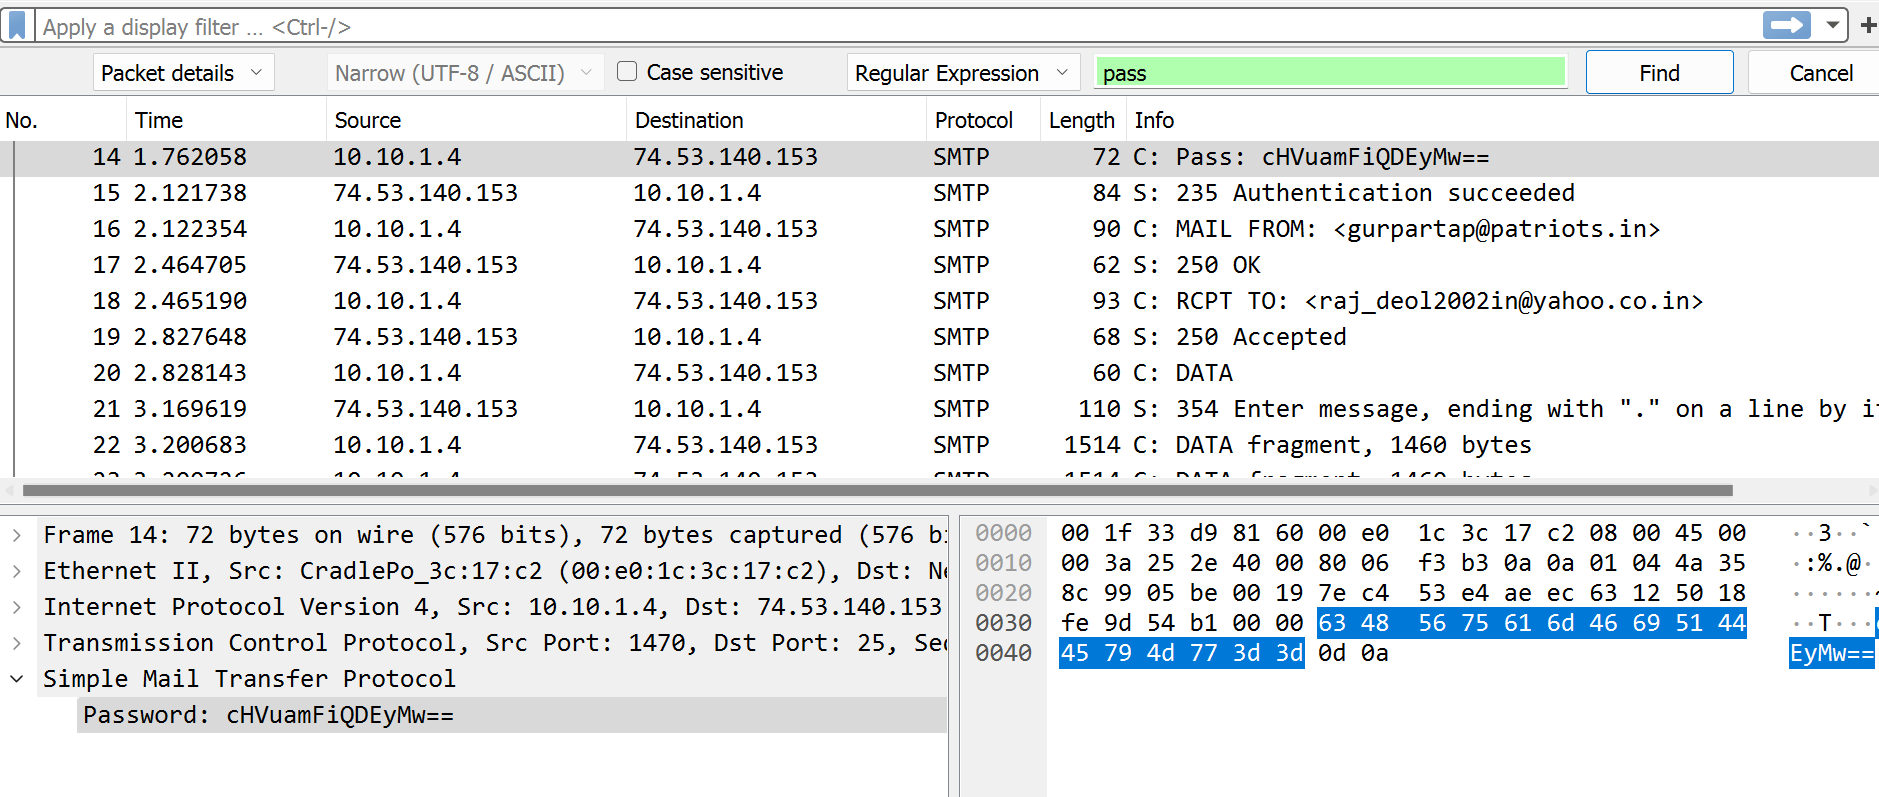 Apply a display filter ... <Ctrl-/>
Packet details Narrow (UTF-8 / ASCII) Case sensitive Regular Expression pass Find Cancel
No. Time Source Destination Protocol Length Info
14 1.762058 10.10.1.4 74.53.140.153 SMTP 72 C: Pass: cHVuamFiQDEyMw==
15 2.121738 74.53.140.153 10.10.1.4 SMTP 84 S: 235 Authentication succeeded
16 2.122354 10.10.1.4 74.53.140.153 SMTP 90 C: MAIL FROM: <gurpartap@patriots.in>
17 2.464705 74.53.140.153 10.10.1.4 SMTP 62 S: 250 OK
18 2.465190 10.10.1.4 74.53.140.153 SMTP 93 C: RCPT TO: <raj_deol2002in@yahoo.co.in>
19 2.827648 74.53.140.153 10.10.1.4 SMTP 68 S: 250 Accepted
20 2.828143 10.10.1.4 74.53.140.153 SMTP 60 C: DATA
21 3.169619 74.53.140.153 10.10.1.4 SMTP 110 S: 354 Enter message, ending with "." on a line by
22 3.200683 10.10.1.4 74.53.140.153 SMTP 1514 C: DATA fragment, 1460 bytes
Frame 14: 72 bytes on wire (576 bits), 72 bytes captured (576
Ethernet II, Src: CradlePo_3c:17:c2 (00:e0:1c:3c:17:c2), Dst:
Internet Protocol Version 4, Src: 10.10.1.4, Dst: 74.53.140.153
Transmission Control Protocol, Src Port: 1470, Dst Port: 25,
Simple Mail Transfer Protocol
Password: cHVuamFiQDEyMw==
0000 00 1f 33 d9 81 60 00 e0 1c 3c 17 c2 08 00 45 00 ··3··`
0010 00 3a 25 2e 40 00 80 06 f3 b3 0a 0a 01 04 4a 35 ·:%.@·
0020 8c 99 05 be 00 19 7e c4 53 e4 ae ec 63 12 50 18 ······
0030 fe 9d 54 b1 00 00 63 48 56 75 61 6d 46 69 51 44 ··T···
0040 45 79 4d 77 3d 3d 0d 0a EyMw==